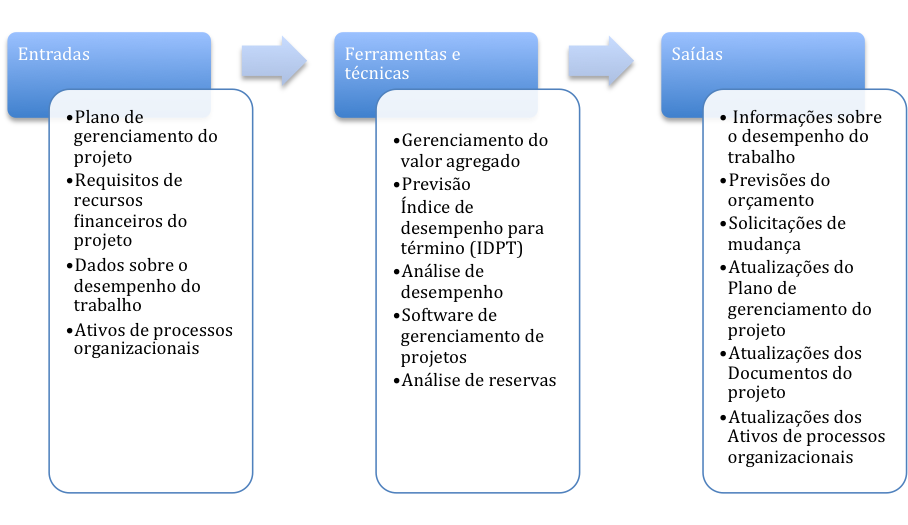 Entradas
•Plano de
gerenciamento do
projeto
•Requisitos de
recursos
financeiros do
projeto
•Dados sobre o
desempenho do
trabalho
•Ativos de processos
organizacionais
Ferramentas e
técnicas
•Gerenciamento do
valor agregado
•Previsão
Índice de
desempenho para
término (IDPT)
•Análise de
desempenho
•Software de
gerenciamento de
projetos
•Análise de reservas
Saídas
• Informações sobre
o desempenho do
trabalho
•Previsões do
orçamento
•Solicitações de
mudança
•Atualizações do
Plano de
gerenciamento do
projeto
•Atualizações dos
Documentos do
projeto
•Atualizações dos
Ativos de processos
organizacionais